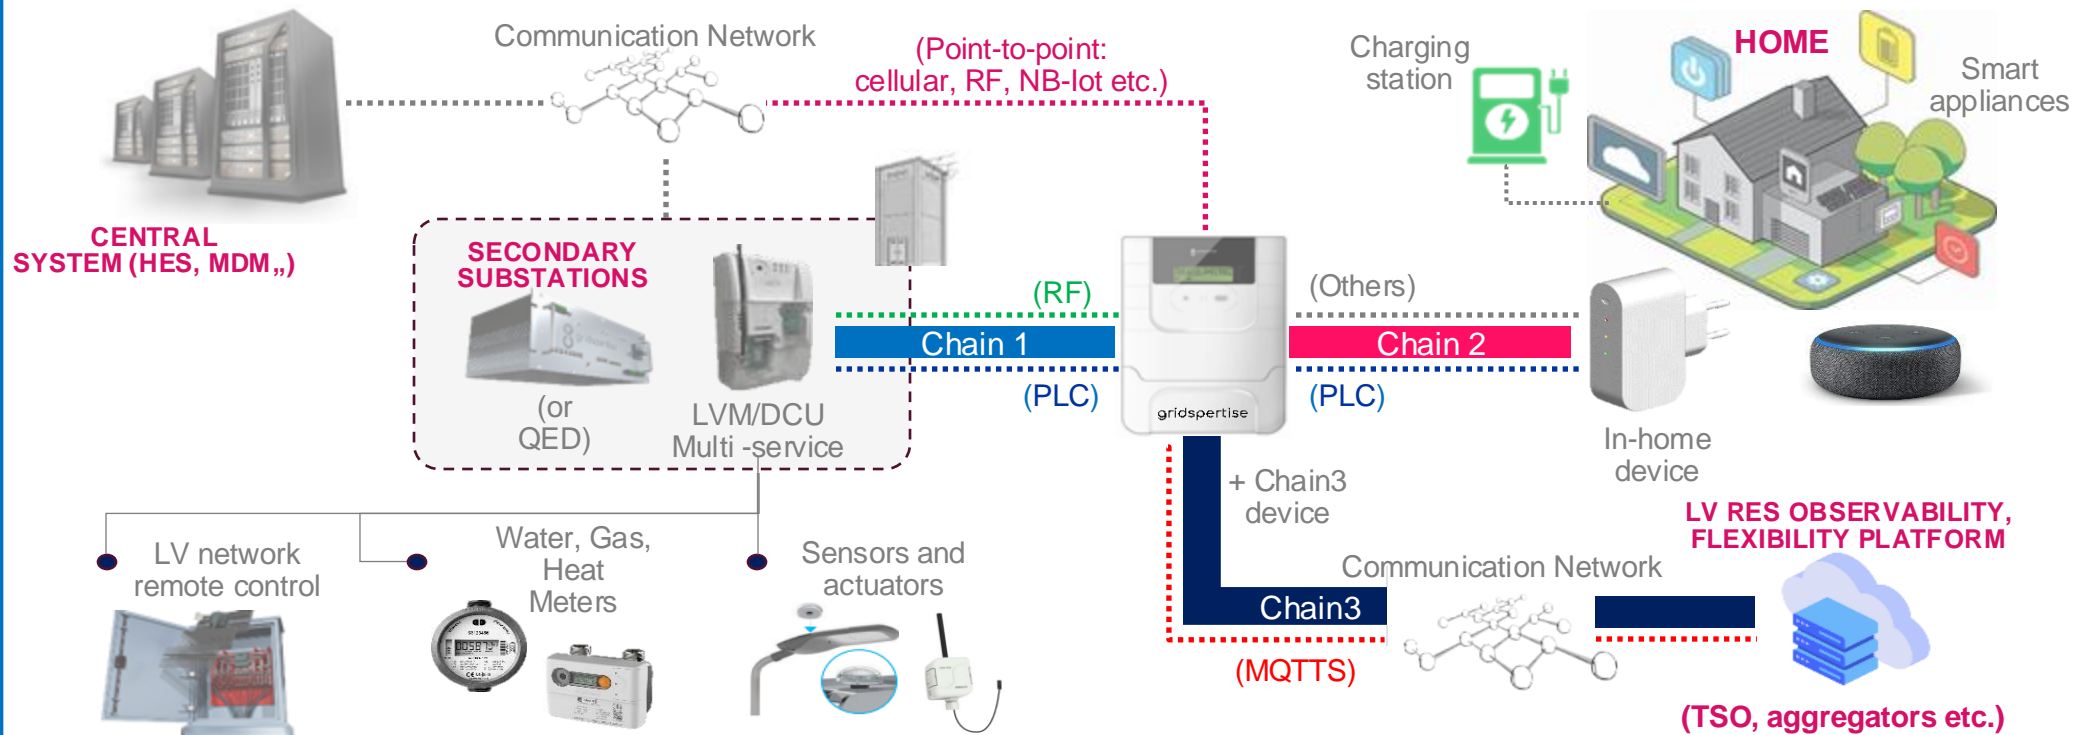 Communication Network
(Point-to-point:
cellular, RF, NB-Iot etc.)
Charging
station
HOME
Smart
appliances
CENTRAL
SYSTEM (HES, MDM,,)
SECONDARY
SUBSTATIONS
gridspertise
(or
QED)
LVM/DCU
Multi -service
(RF)
Chain 1
(PLC)
gridspertise
(Others)
Chain 2
(PLC)
In-home
device
+ Chain3
device
LV RES OBSERVABILITY,
FLEXIBILITY PLATFORM
LV network
remote control
Water, Gas,
Heat
Meters
Sensors and
actuators
Communication Network
Chain3
(MQTTS)
(TSO, aggregators etc.)